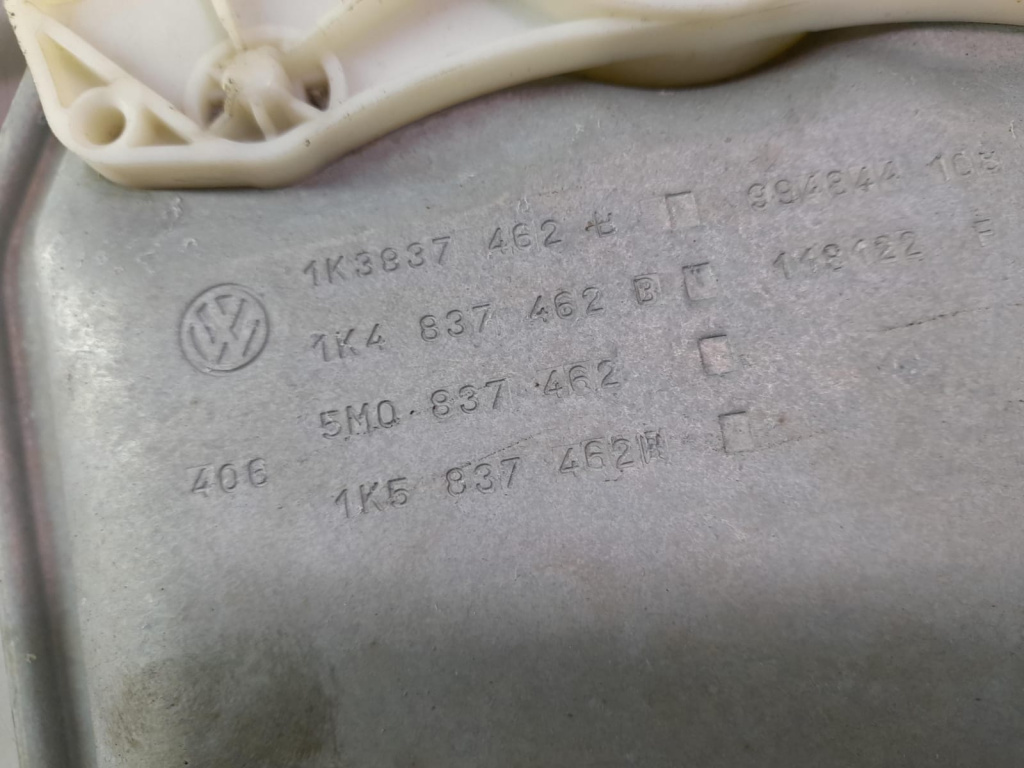 1K3837 462 □ 994844 108
1K4 837 462 B □ 118122 F
VW
5M0 837 462 □
406 1K5 837 462 □